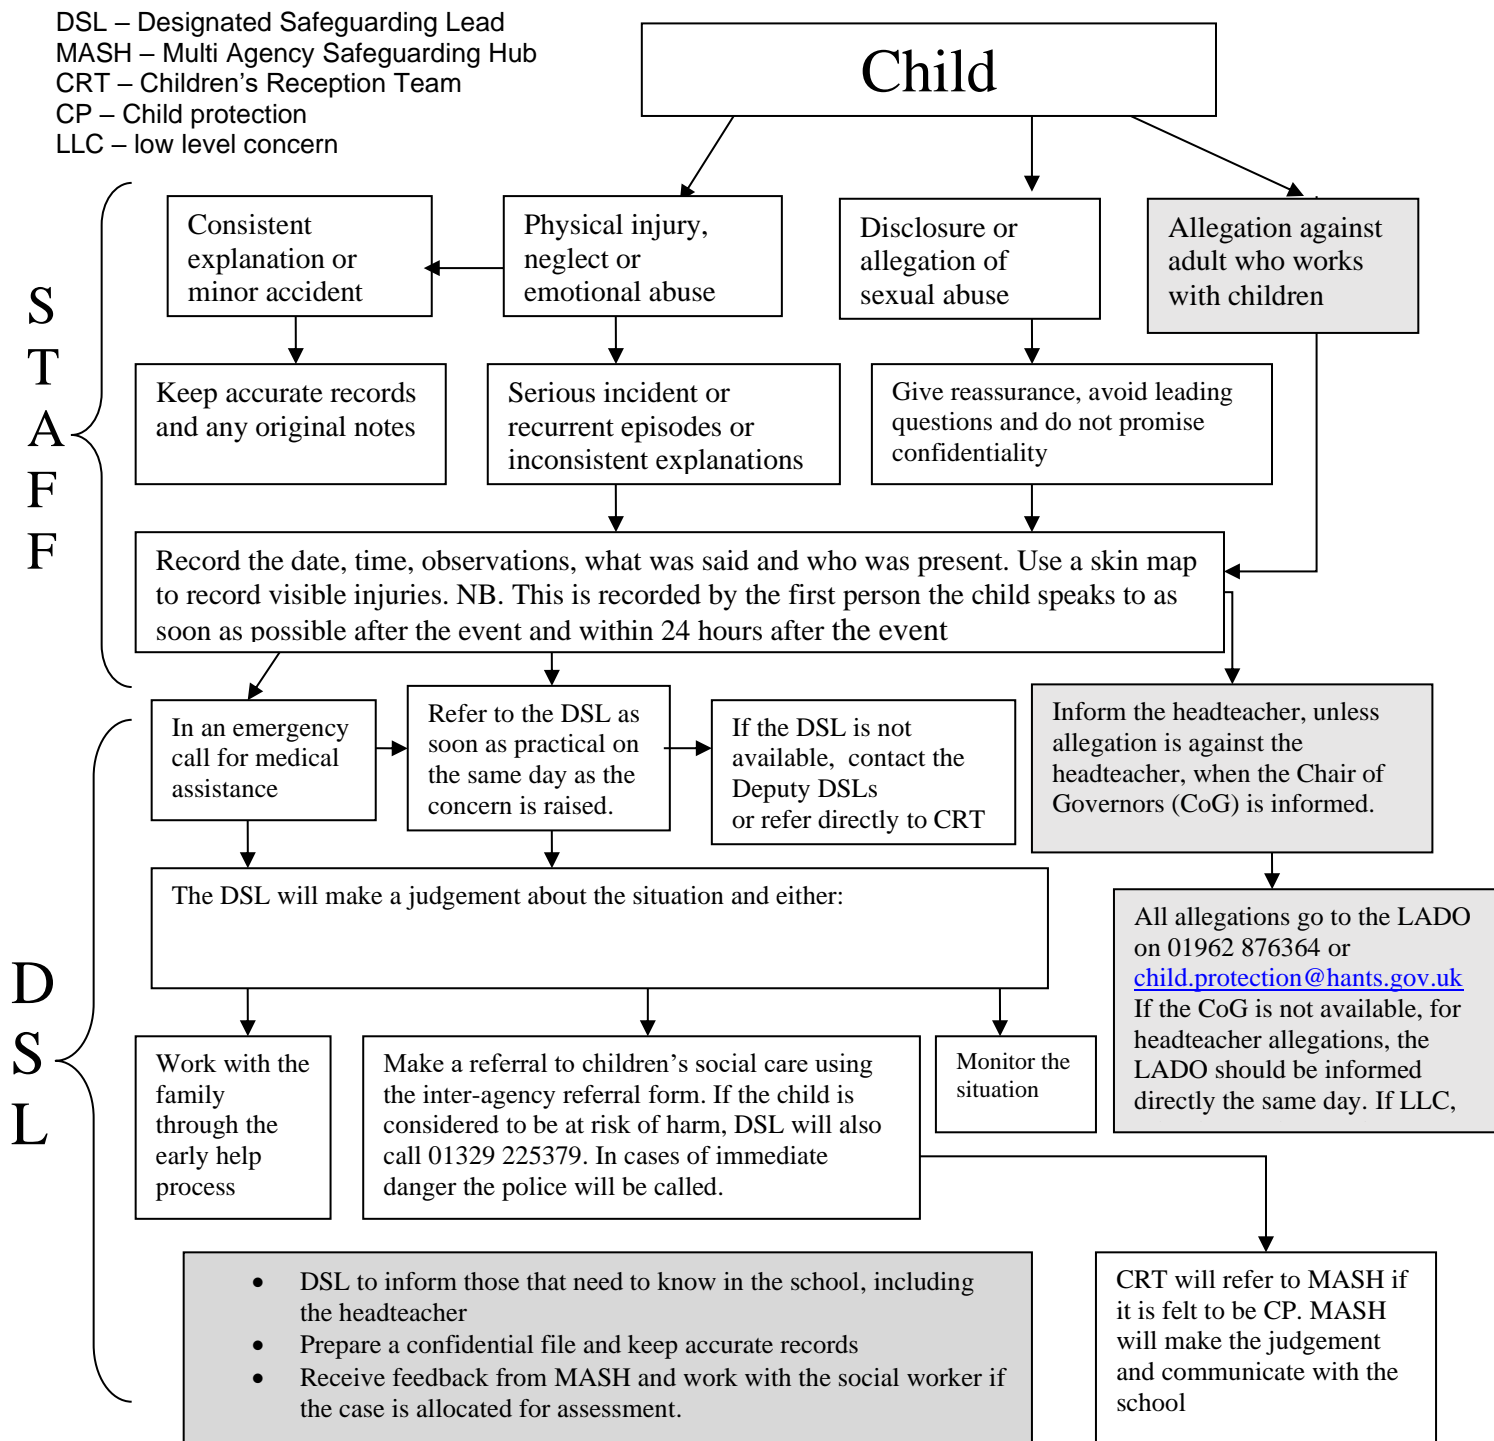 DSL – Designated Safeguarding Lead
MASH – Multi Agency Safeguarding Hub
CRT – Children's Reception Team
CP – Child protection
LLC – low level concern
Child
S
T
A
F
F
Consistent
explanation or
minor accident
Physical injury,
neglect or
emotional abuse
Disclosure or
allegation of
sexual abuse
Allegation against
adult who works
with children
Keep accurate records
and any original notes
Serious incident or
recurrent episodes or
inconsistent explanations
Give reassurance, avoid leading
questions and do not promise
confidentiality
Record the date, time, observations, what was said and who was present. Use a skin map
to record visible injuries. NB. This is recorded by the first person the child speaks to as
soon as possible after the event and within 24 hours after the event
D
S
L
In an emergency
call for medical
assistance
Refer to the DSL as
soon as practical on
the same day as the
concern is raised.
If the DSL is not
available,  contact the
Deputy DSLs
or refer directly to CRT
Inform the headteacher, unless
allegation is against the
headteacher, when the Chair of
Governors (CoG) is informed.
The DSL will make a judgement about the situation and either:
All allegations go to the LADO
on 01962 876364 or
child.protection@hants.gov.uk
If the CoG is not available, for
headteacher allegations, the
LADO should be informed
directly the same day. If LLC,
Work with the
family
through the
early help
process
Make a referral to children's social care using
the inter-agency referral form. If the child is
considered to be at risk of harm, DSL will also
call 01329 225379. In cases of immediate
danger the police will be called.
Monitor the
situation
• DSL to inform those that need to know in the school, including
the headteacher
• Prepare a confidential file and keep accurate records
• Receive feedback from MASH and work with the social worker if
the case is allocated for assessment.
CRT will refer to MASH if
it is felt to be CP. MASH
will make the judgement
and communicate with the
school